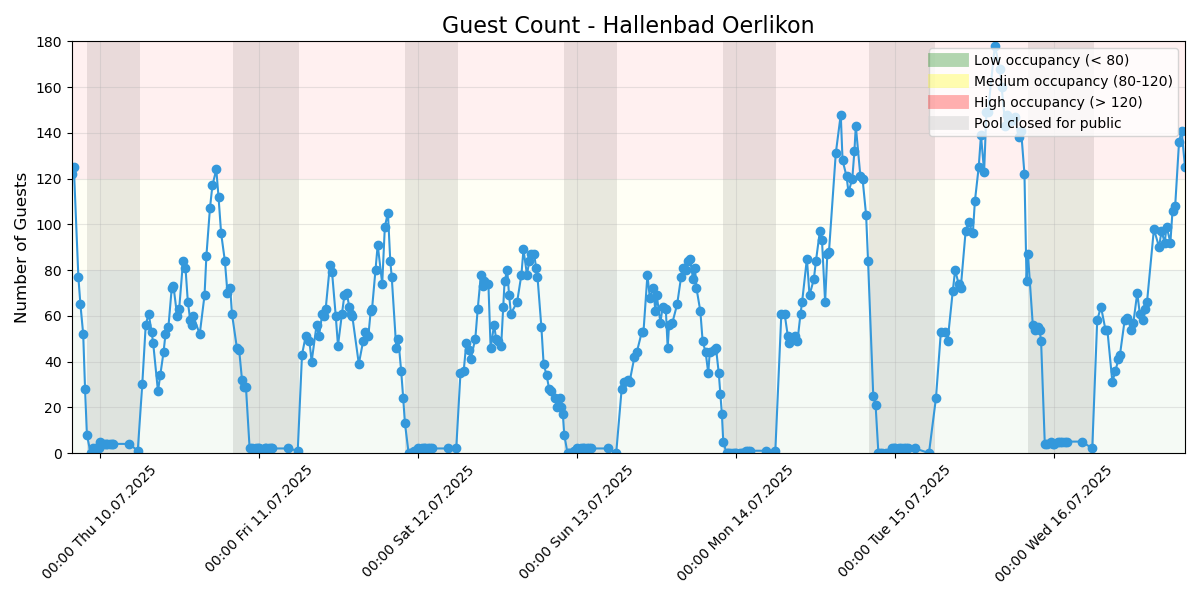 Guest Count - Hallenbad Oerlikon
Number of Guests
180
160
140
120
100
80
60
40
20
0
Low occupancy (< 80)
Medium occupancy (80-120)
High occupancy (> 120)
Pool closed for public
00:00 Thu 10.07.2025
00:00 Fri 11.07.2025
00:00 Sat 12.07.2025
00:00 Sun 13.07.2025
00:00 Mon 14.07.2025
00:00 Tue 15.07.2025
00:00 Wed 16.07.2025